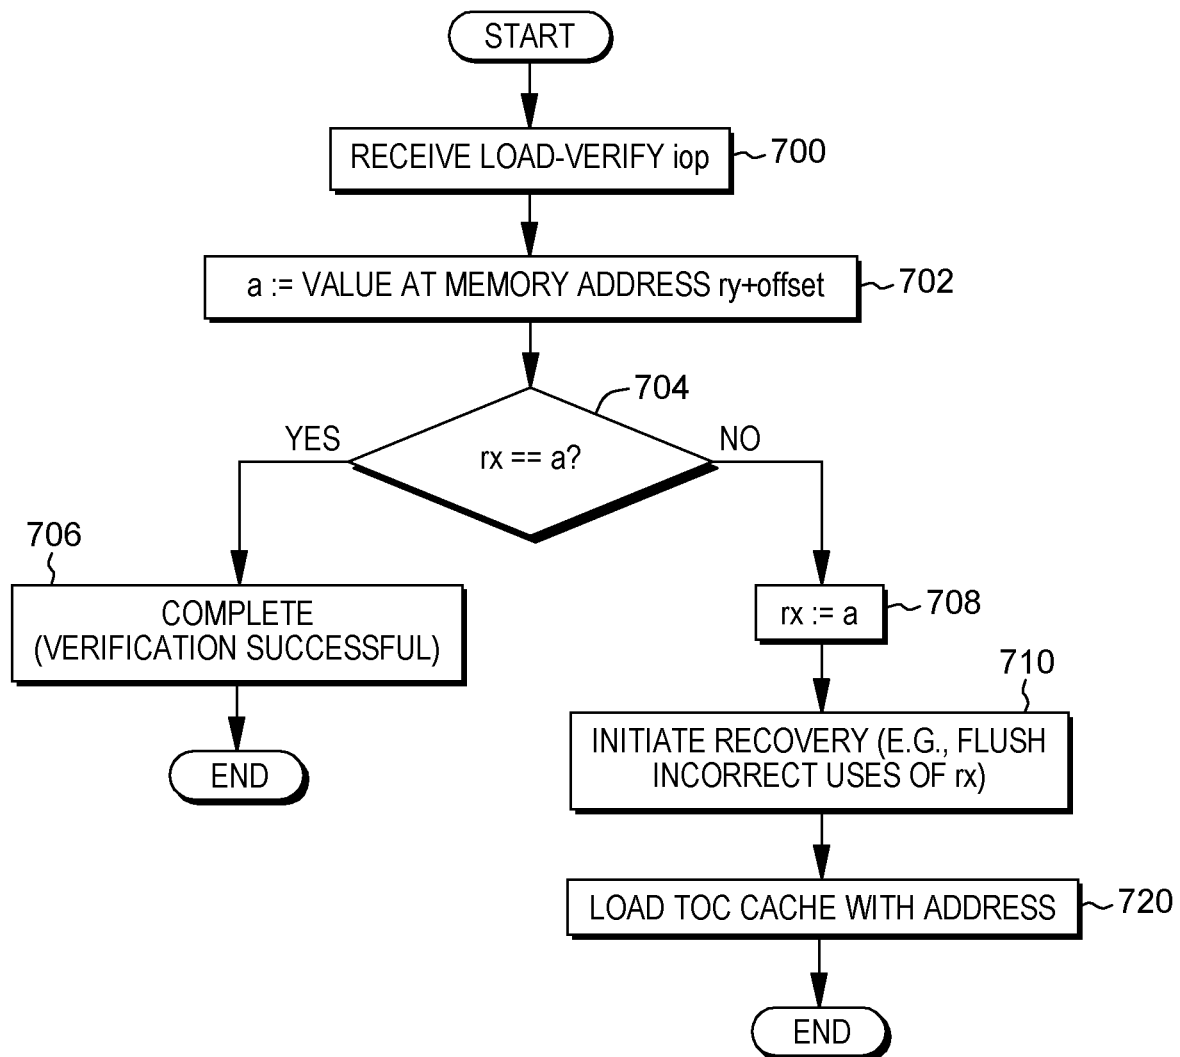 START
RECEIVE LOAD-VERIFY iop
700
a := VALUE AT MEMORY ADDRESS ry+offset
702
704
YES
rx == a?
NO
706
COMPLETE
(VERIFICATION SUCCESSFUL)
END
rx := a
708
710
INITIATE RECOVERY (E.G., FLUSH
INCORRECT USES OF rx)
LOAD TOC CACHE WITH ADDRESS
720
END